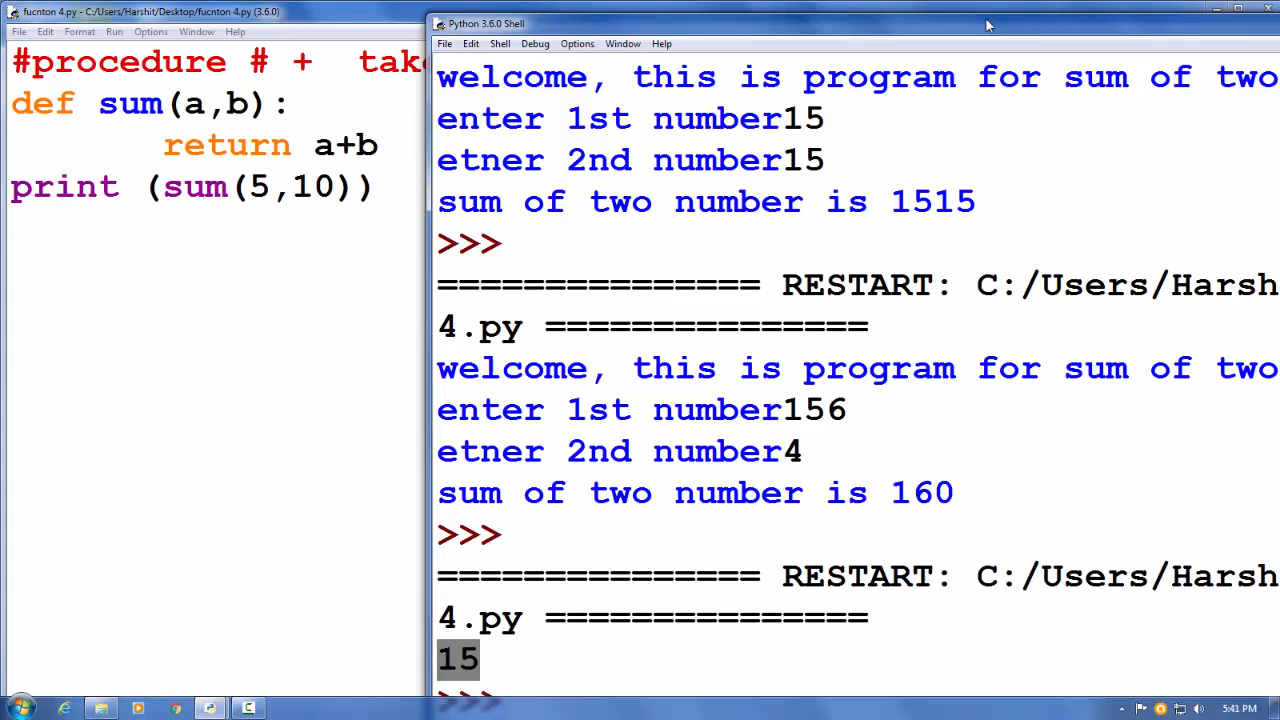 fucnton 4.py - C:/Users/Harshit/Desktop/fucnton 4.py (3.6.0)
File Edit Format Run Options Window Help
#procedure # + take
def sum(a,b):
return a+b
print (sum(5,10))
Python 3.6.0 Shell
File Edit Shell Debug Options Window Help
welcome, this is program for sum of two
enter 1st number15
etner 2nd number15
sum of two number is 1515
>>>
=============== RESTART: C:/Users/Harsh
4.py ===============
welcome, this is program for sum of two
enter 1st number156
etner 2nd number4
sum of two number is 160
>>>
=============== RESTART: C:/Users/Harsh
4.py ===============
15
>>>
5:41 PM